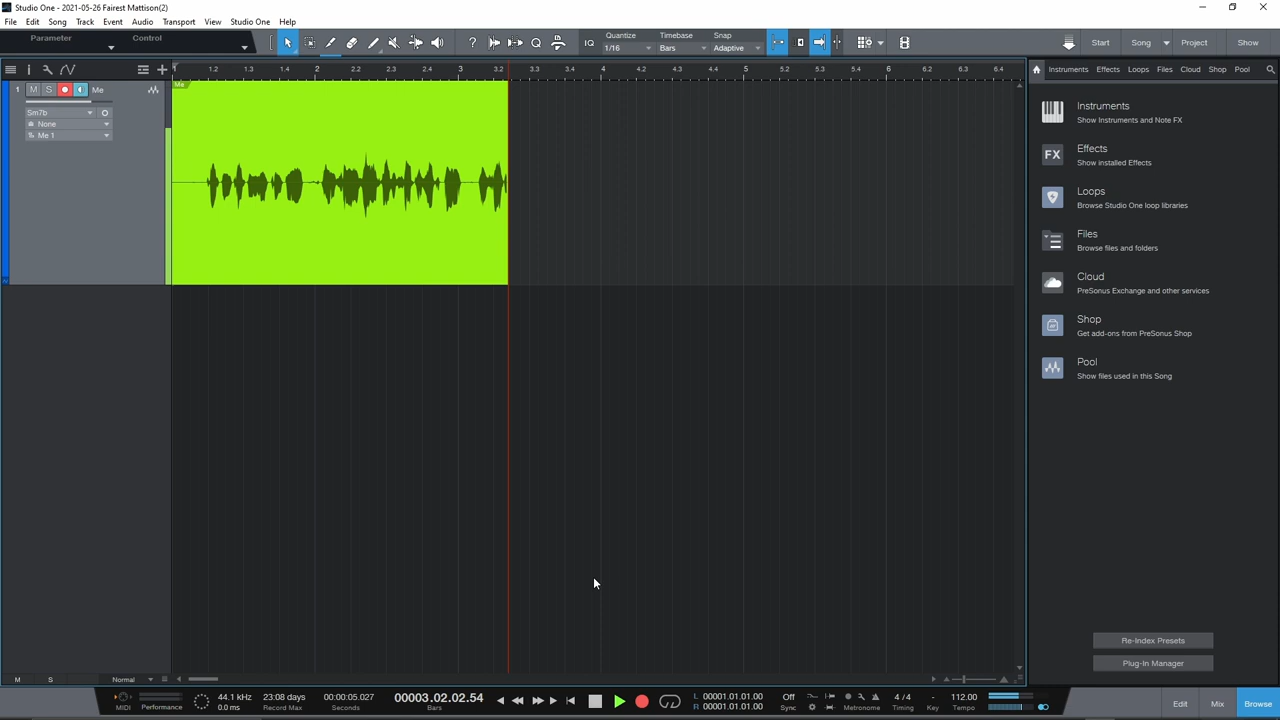 Studio One - 2021-05-26 Fairest Mattison(2)
File Edit Song Track Event Audio Transport View Studio One Help
Parameter Control
Quantize Timebase Snap
IQ 1/16 Bars Adaptive Start Song Project Show
1.2 1.3 1.4 2 2.2 2.3 2.4 3 3.2 3.3 3.4 4 4.2 4.3 4.4 5 5.2 5.3 5.4 6 6.2 6.3 6.4
Instruments Effects Loops Files Cloud Shop Pool
1 M S Me
Me
Sm7b
None
Me 1
Instruments
Show Instruments and Note FX
FX
Effects
Show installed Effects
Loops
Browse Studio One loop libraries
Files
Browse files and folders
Cloud
PreSonus Exchange and other services
Shop
Get add-ons from PreSonus Shop
Pool
Show files used in this Song
Re-Index Presets
Plug-In Manager
M S Normal
MIDI Performance
44.1 kHz 23:08 days 00:00:05.027 00003.02.02.54
0.0 ms Record Max Seconds Bars
L 00001.01.01.00 Off 4 / 4 - 112.00
R 00001.01.01.00 Sync Metronome Timing Key Tempo
Edit Mix Browse